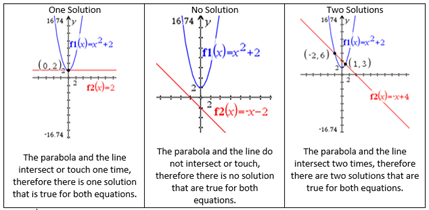 One Solution
16.74 y
f1(x)=x²+2
(0,2)
2
x
2
f2(x)=2
-16.74
The parabola and the line
intersect or touch one time,
therefore there is one solution
that is true for both equations.
No Solution
16.74 y
f1(x)=x²+2
2
x
2
f2(x)=-x-2
-16.74
The parabola and the line do
not intersect or touch,
therefore there is no solution
that are true for both
equations.
Two Solutions
16.74 y
f1(x)=x²+2
(-2,6)
(1,3)
x
2
f2(x)=-x+4
-16.74
The parabola and the line
intersect two times, therefore
there are two solutions that are
true for both equations.